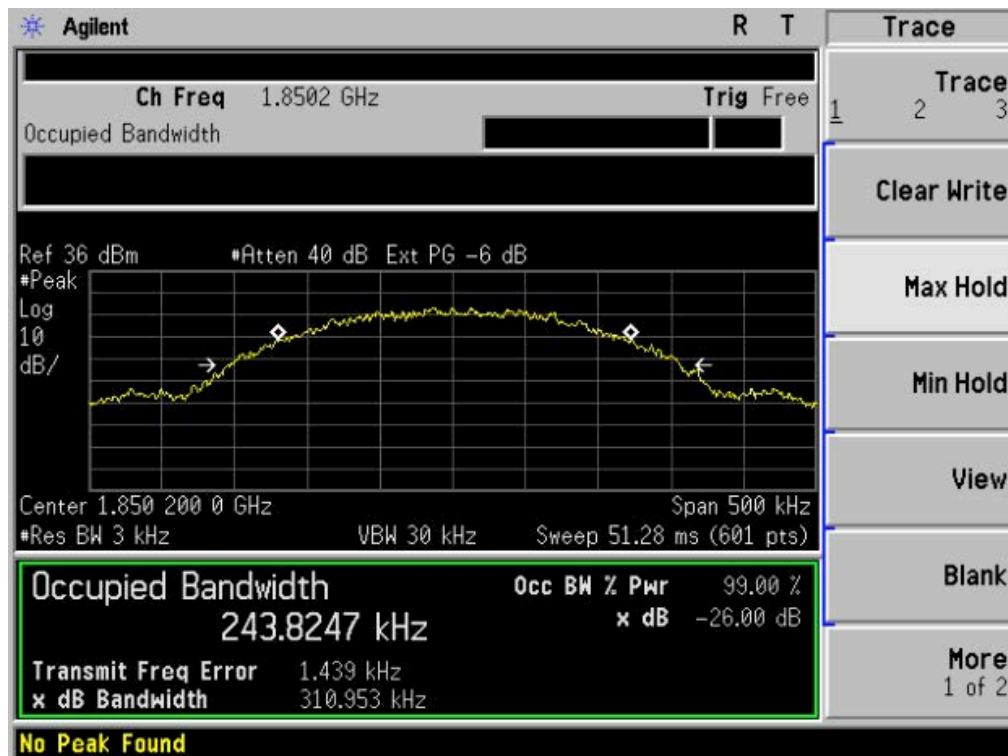 Agilent R T Trace
Ch Freq 1.8502 GHz Trig Free
Occupied Bandwidth
Trace
1 2 3
Clear Write
Max Hold
Min Hold
View
Blank
More
1 of 2
Ref 36 dBm #Atten 40 dB Ext PG -6 dB
#Peak
Log
10
dB/
Center 1.850 200 0 GHz Span 500 kHz
#Res BW 3 kHz VBW 30 kHz Sweep 51.28 ms (601 pts)
Occupied Bandwidth Occ BW % Pwr 99.00 %
243.8247 kHz x dB -26.00 dB
Transmit Freq Error 1.439 kHz
x dB Bandwidth 310.953 kHz
No Peak Found